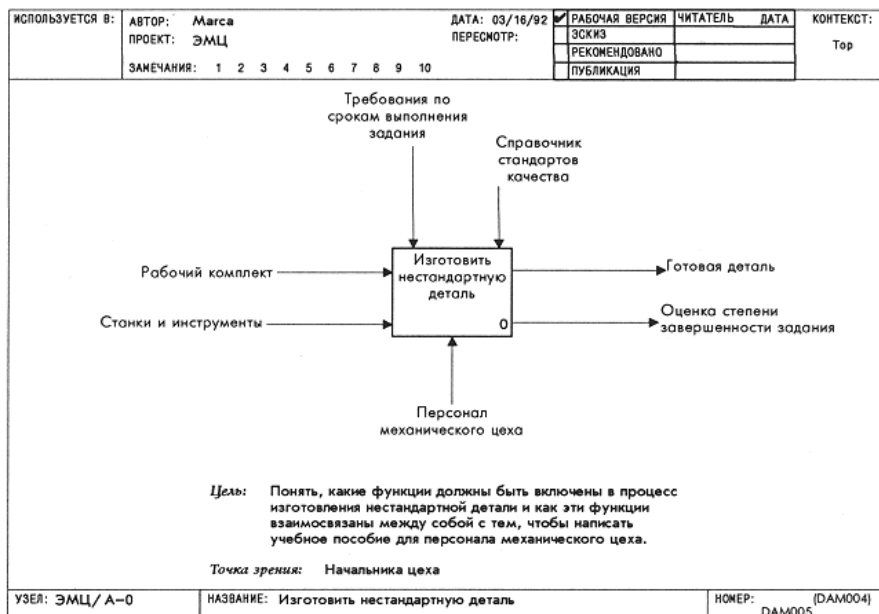 ИСПОЛЬЗУЕТСЯ В:
АВТОР: Marca
ДАТА: 03/16/92
РАБОЧАЯ ВЕРСИЯ
ЧИТАТЕЛЬ ДАТА
КОНТЕКСТ:
ПРОЕКТ: ЭМЦ
ПЕРЕСМОТР:
ЭСКИЗ
Top
РЕКОМЕНДОВАНО
ЗАМЕЧАНИЯ: 1 2 3 4 5 6 7 8 9 10
ПУБЛИКАЦИЯ
Требования по
срокам выполнения
задания
Справочник
стандартов
качества
Изготовить
нестандартную
деталь
0
Рабочий комплект
Готовая деталь
Станки и инструменты
Оценка степени
завершенности задания
Персонал
механического цеха
Цель: Понять, какие функции должны быть включены в процесс
изготовления нестандартной детали и как эти функции
взаимосвязаны между собой с тем, чтобы написать
учебное пособие для персонала механического цеха.
Точка зрения: Начальника цеха
УЗЕЛ: ЭМЦ/ А-0
НАЗВАНИЕ: Изготовить нестандартную деталь
НОМЕР: (DAM004)
DAM005